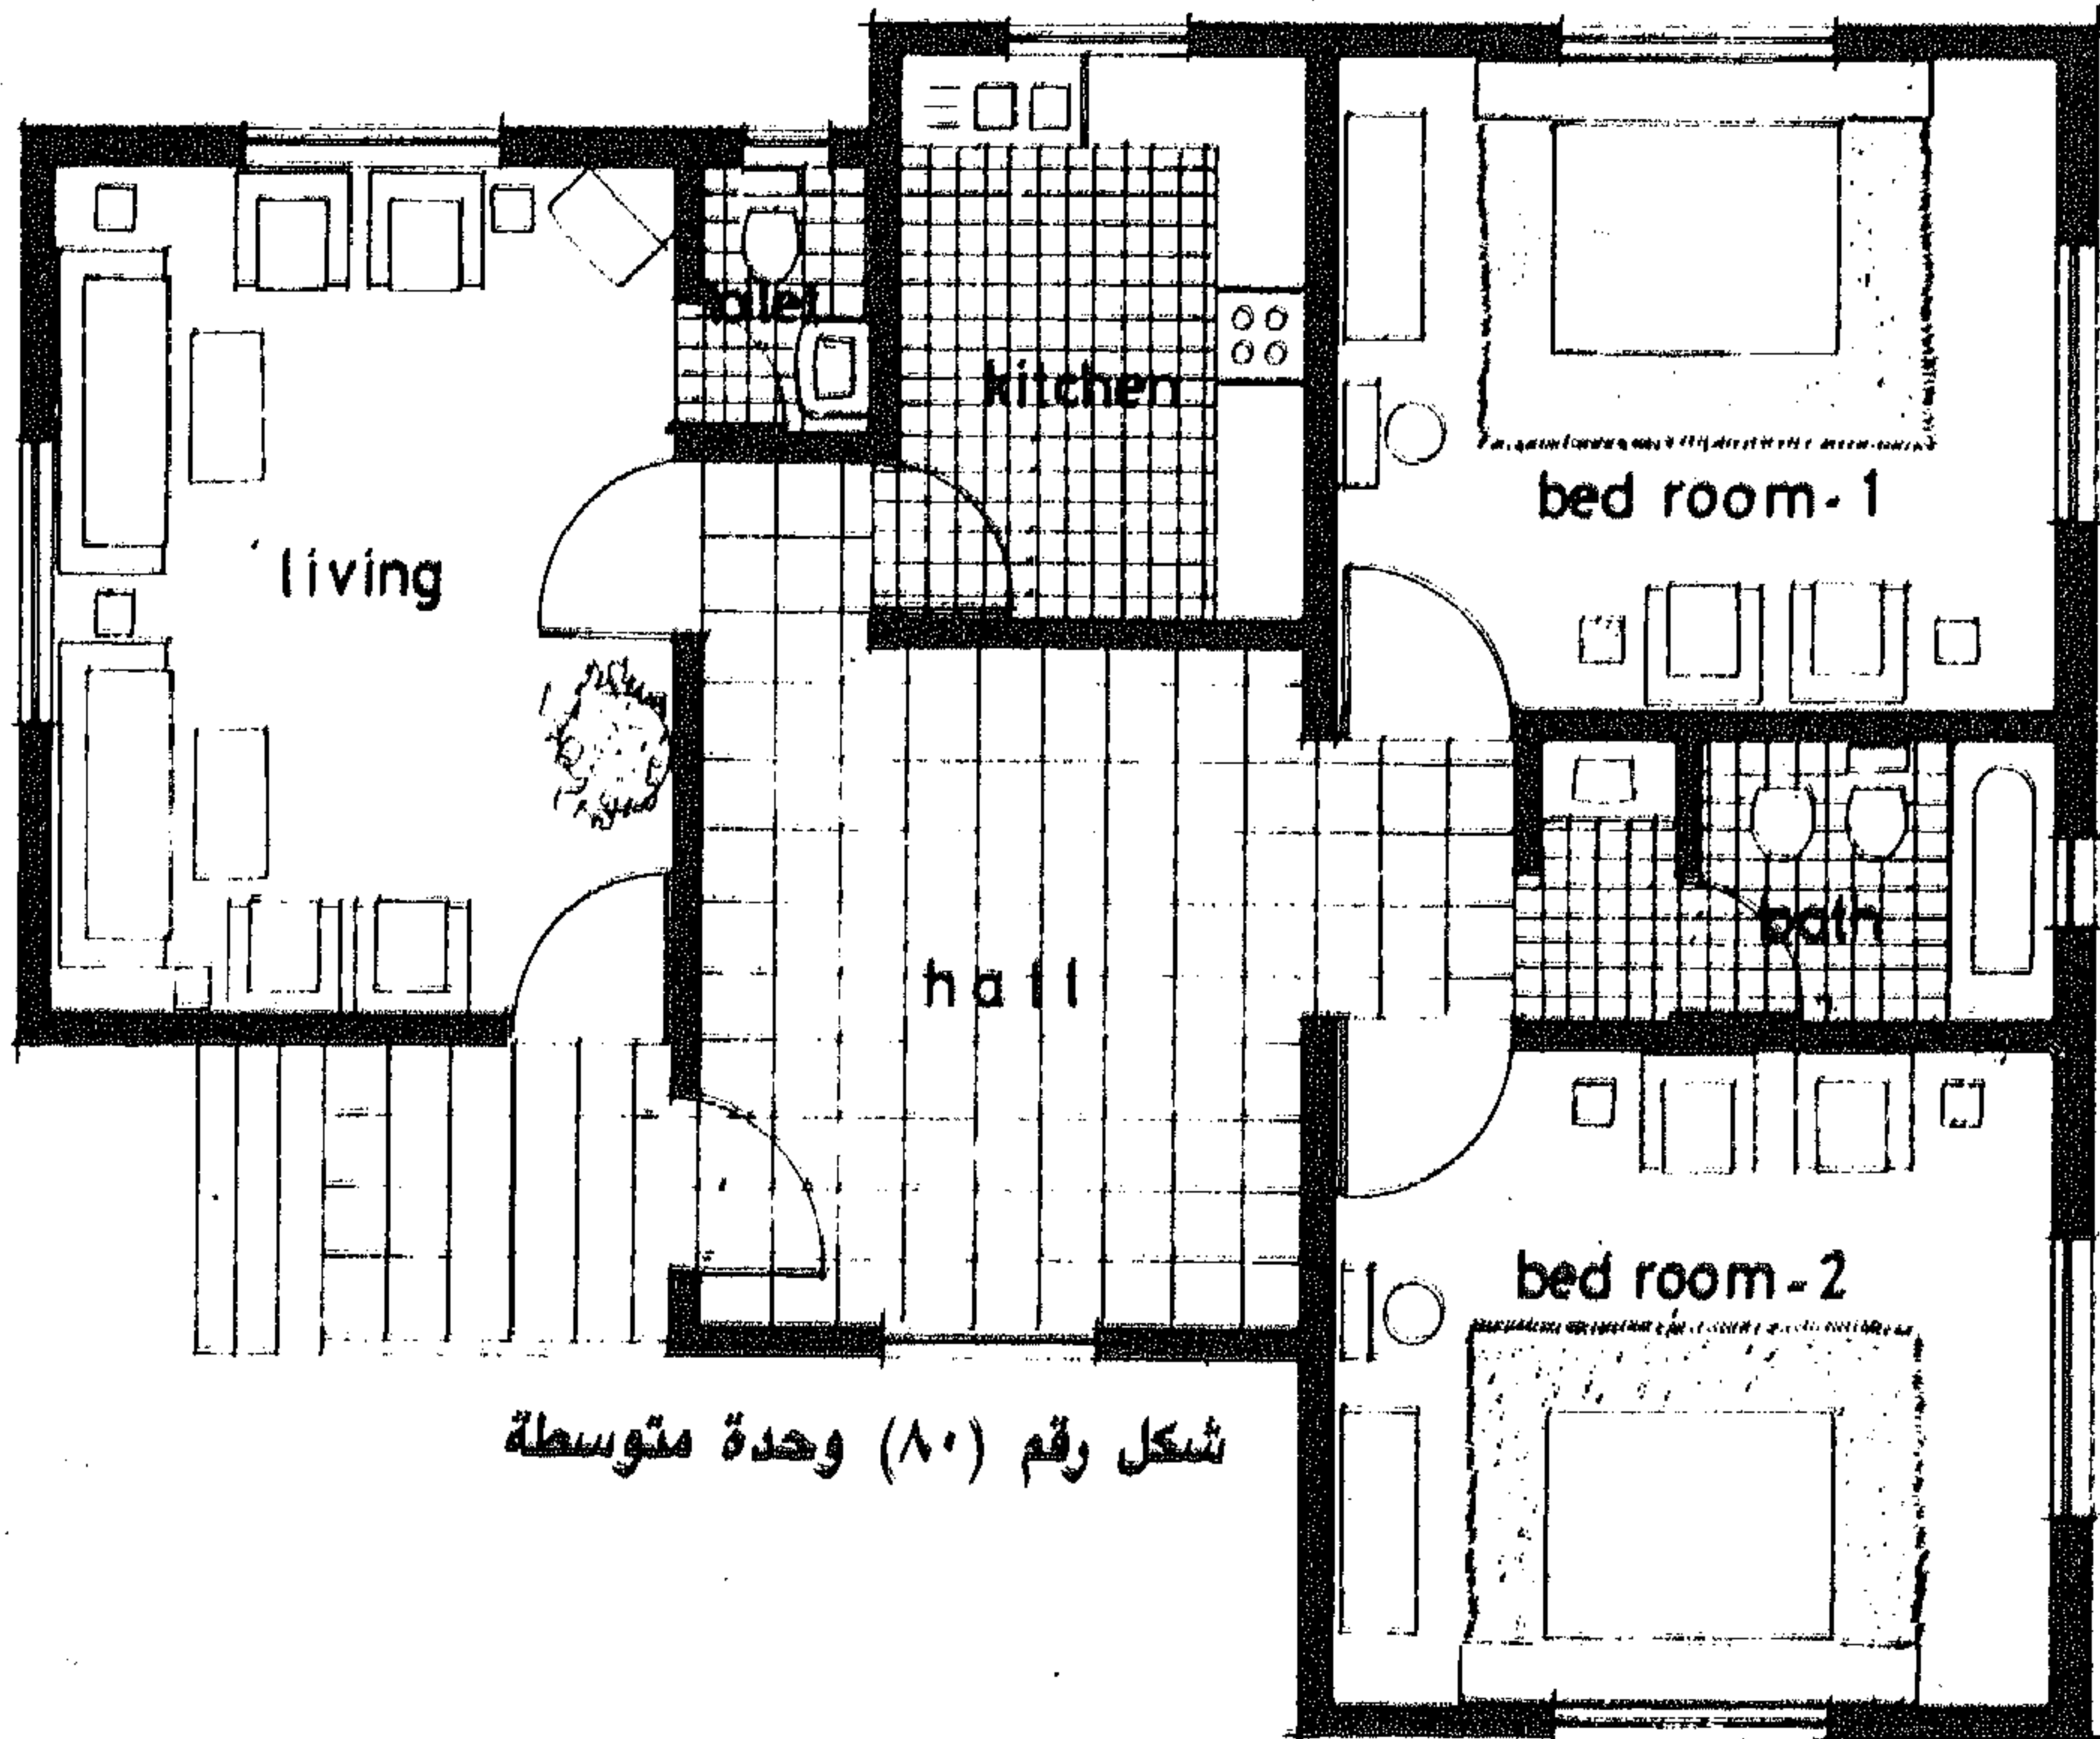 toilet
kitchen
bed room-1
living
bath
hall
bed room-2
شكل رقم (٨٠) وحدة متوسطة